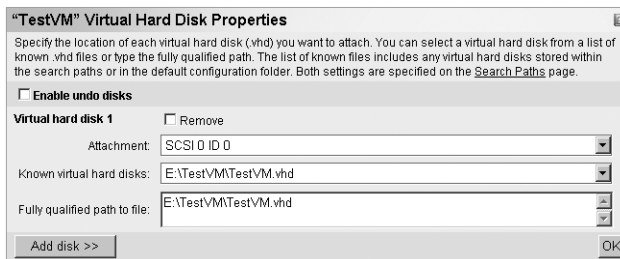 “TestVM” Virtual Hard Disk Properties
Specify the location of each virtual hard disk (.vhd) you want to attach. You can select a virtual hard disk from a list of
known .vhd files or type the fully qualified path. The list of known files includes any virtual hard disks stored within
the search paths or in the default configuration folder. Both settings are specified on the Search Paths page.
Enable undo disks
Virtual hard disk 1 Remove
Attachment: SCSI 0 ID 0
Known virtual hard disks: E:\TestVM\TestVM.vhd
Fully qualified path to file: E:\TestVM\TestVM.vhd
Add disk >> OK